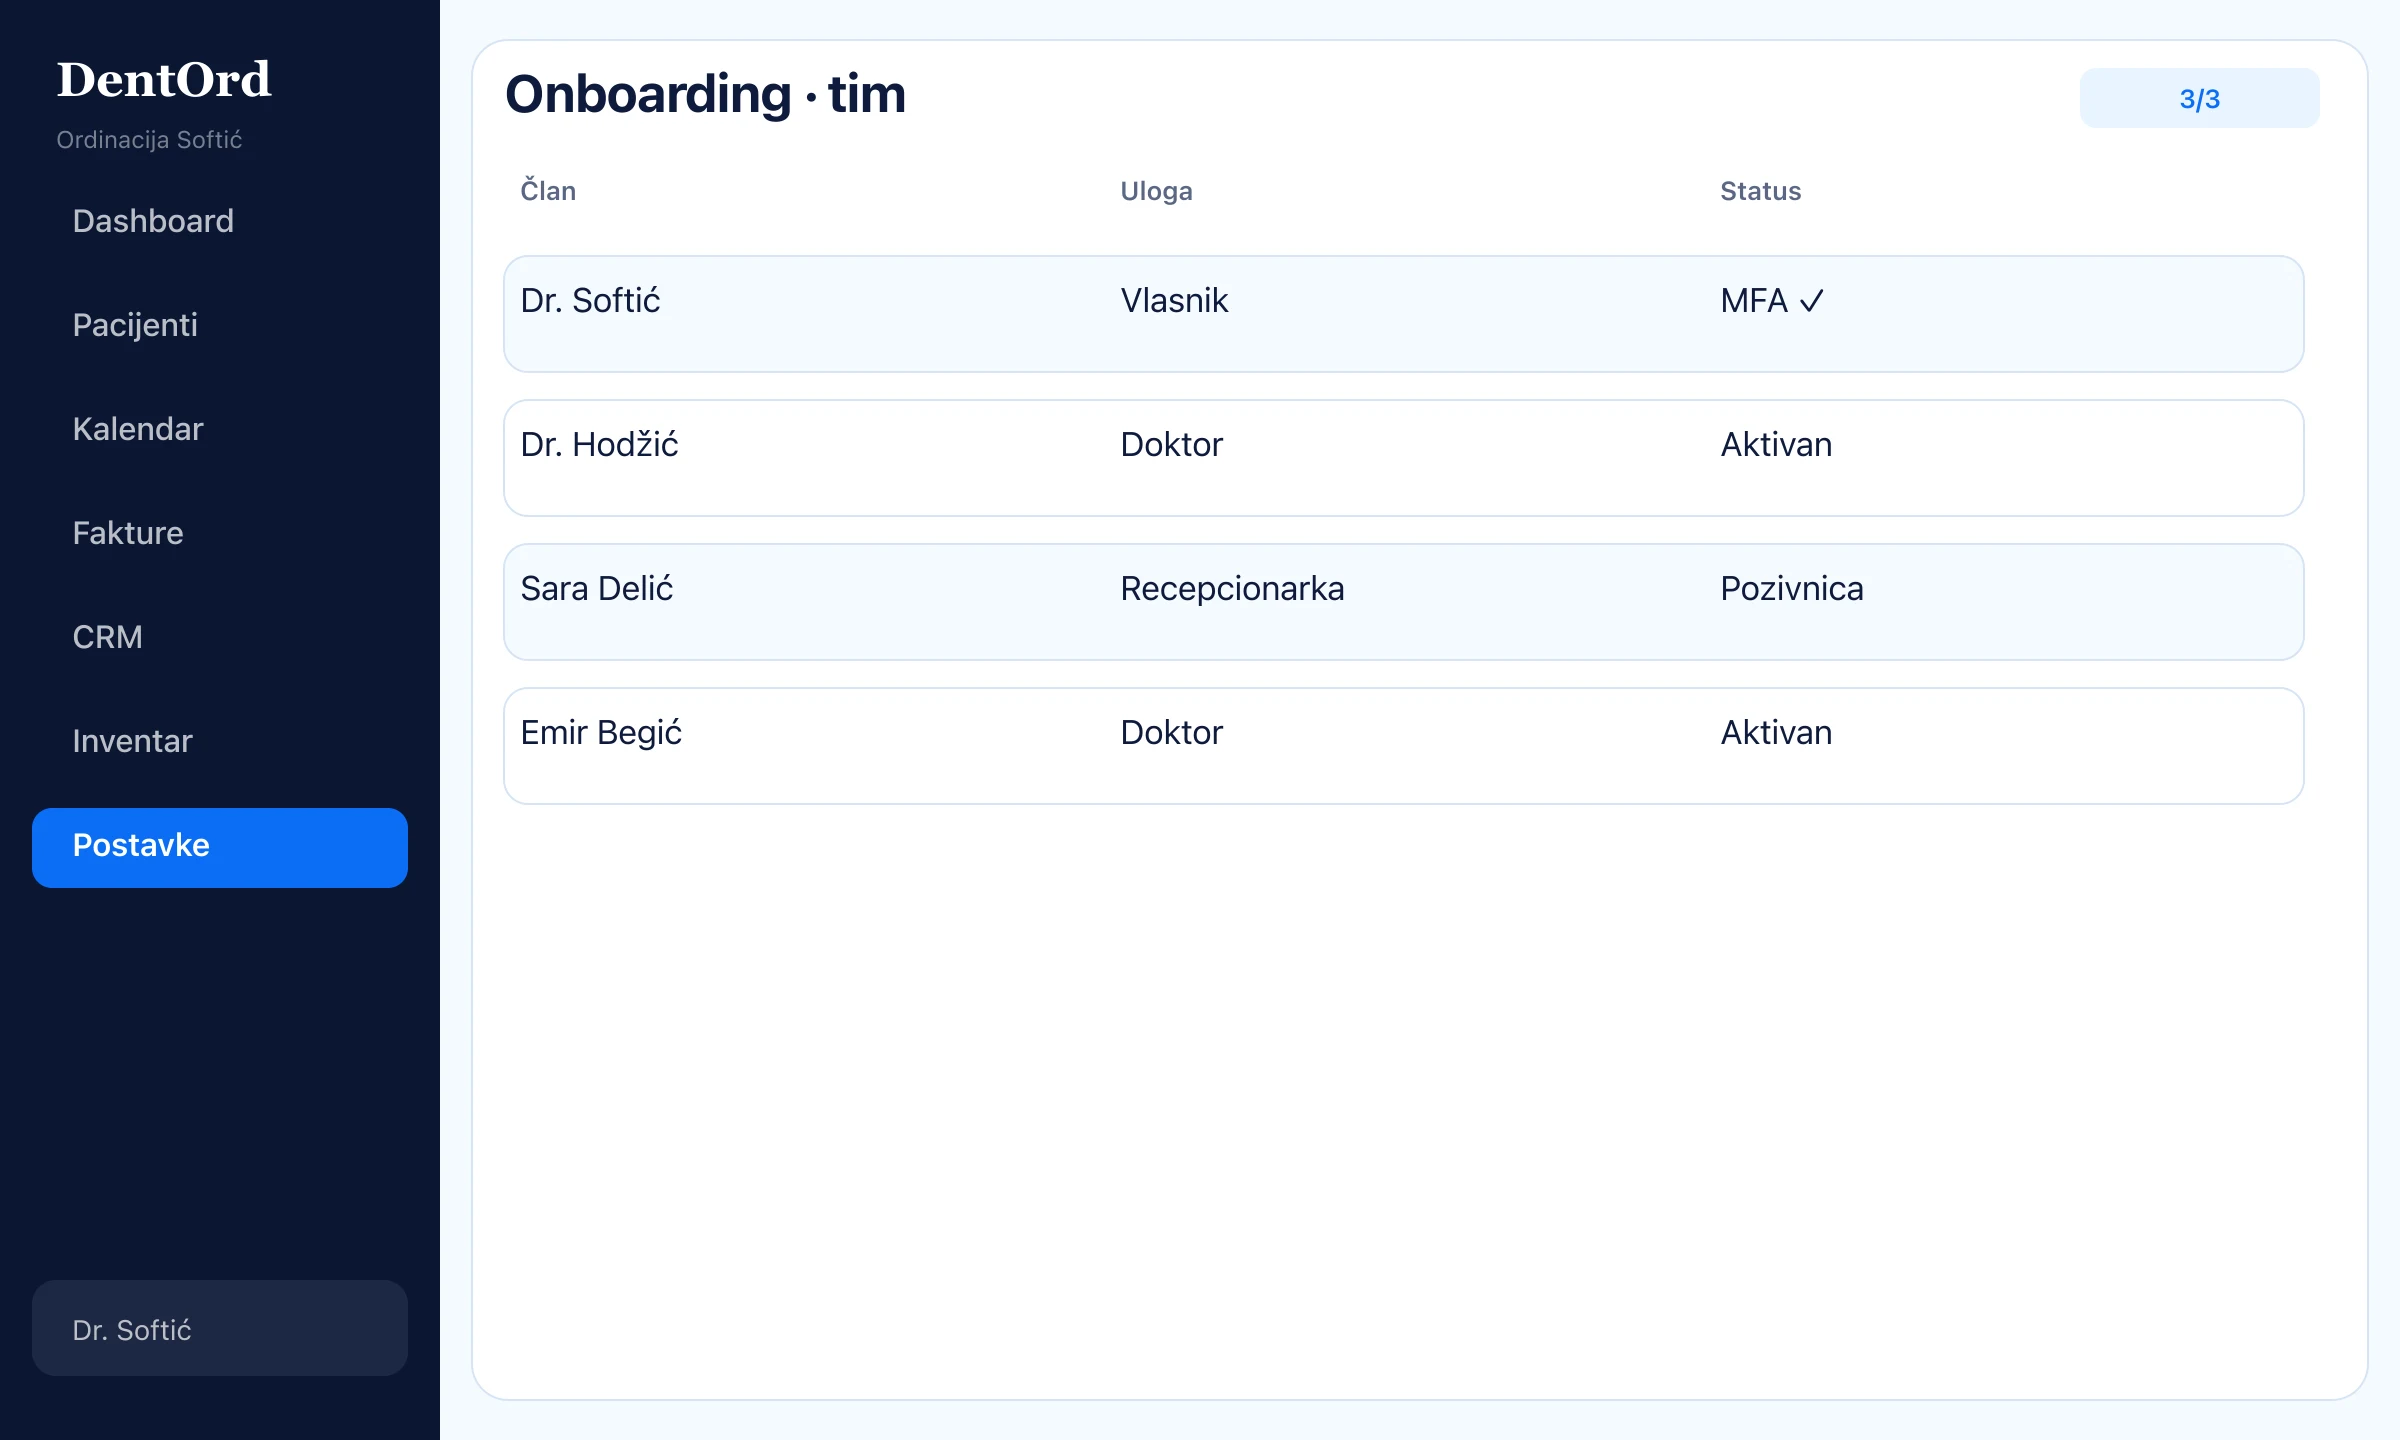 DentOrd
Ordinacija Softić
Dashboard
Pacijenti
Kalendar
Fakture
CRM
Inventar
Postavke
Dr. Softić
Onboarding · tim
3/3
Član Uloga Status
Dr. Softić Vlasnik MFA ✓
Dr. Hodžić Doktor Aktivan
Sara Delić Recepcionarka Pozivnica
Emir Begić Doktor Aktivan